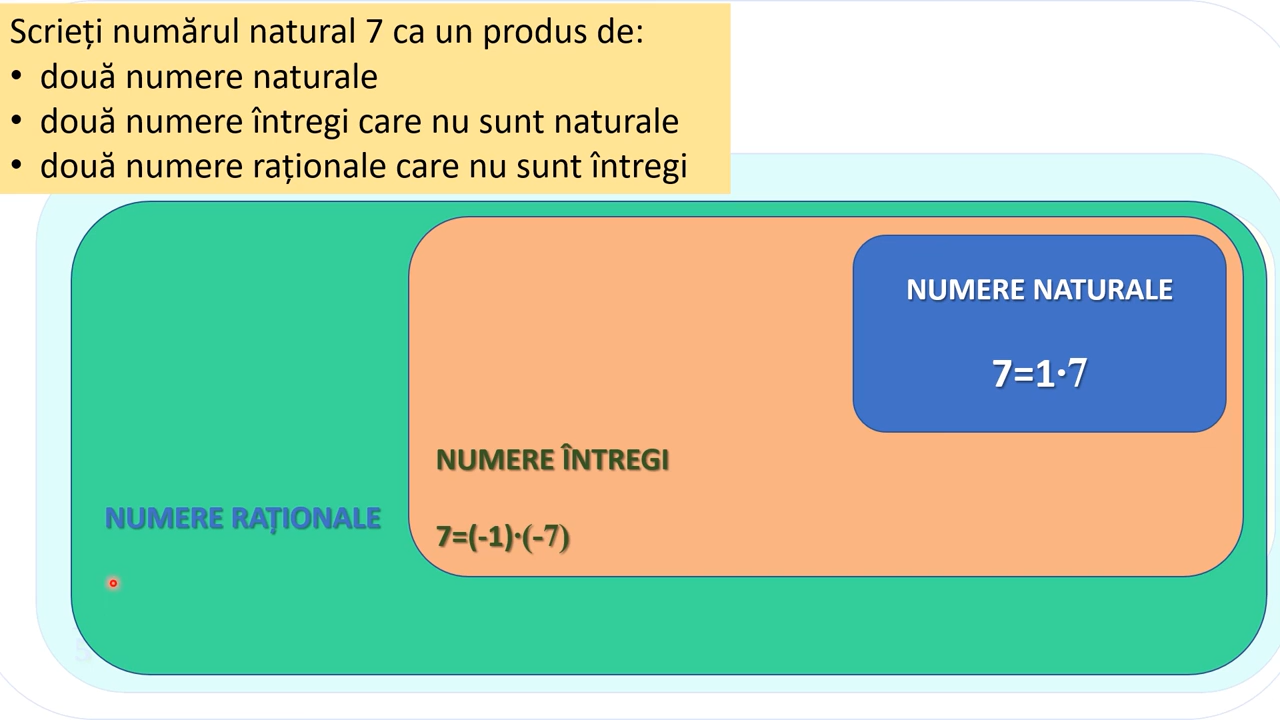 Scrieți numărul natural 7 ca un produs de:
• două numere naturale
• două numere întregi care nu sunt naturale
• două numere raționale care nu sunt întregi
NUMERE NATURALE
7=1·7
NUMERE ÎNTREGI
7=(-1)·(-7)
NUMERE RAȚIONALE